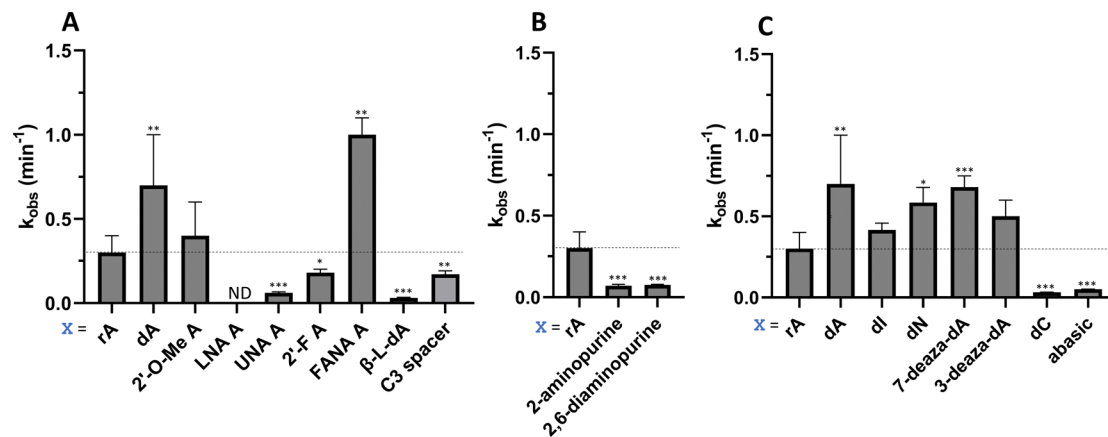 A
k_obs (min⁻¹)
1.5
1.0
0.5
0.0
**
ND
***
*
**
***
**
X = rA dA 2'-O-Me A LNA A UNA A 2'-F A FANA A β-L-dA C3 spacer
B
k_obs (min⁻¹)
1.5
1.0
0.5
0.0
*** ***
X = rA 2-aminopurine 2,6-diaminopurine
C
k_obs (min⁻¹)
1.5
1.0
0.5
0.0
**
*
***
*** ***
X = rA dA dI dN 7-deaza-dA 3-deaza-dA dC abasic